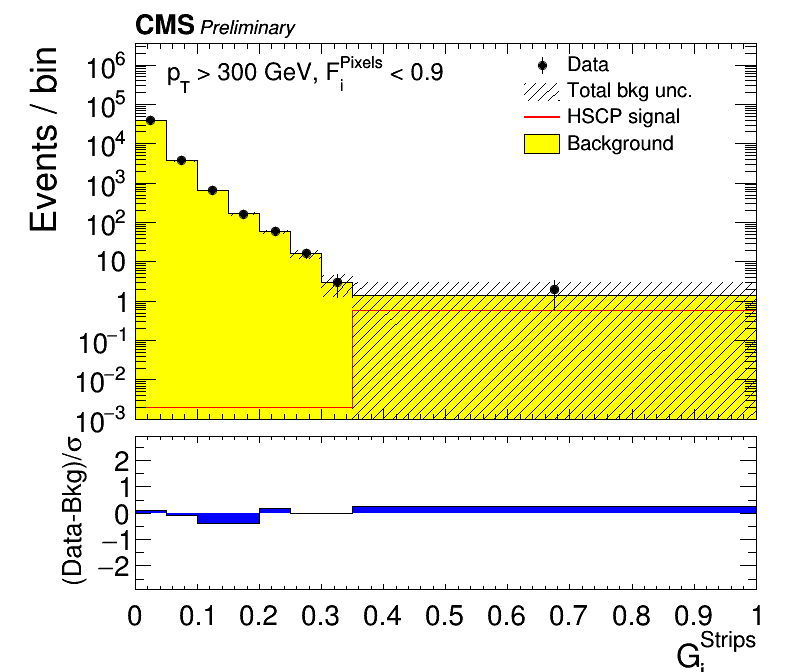 CMS Preliminary
p_T > 300 GeV, F_i^Pixels < 0.9
Data
Total bkg unc.
HSCP signal
Background
Events / bin
10^6
10^5
10^4
10^3
10^2
10
1
10^−1
10^−2
10^−3
(Data-Bkg)/σ
2
1
0
−1
−2
0 0.1 0.2 0.3 0.4 0.5 0.6 0.7 0.8 0.9 1
G_i^Strips